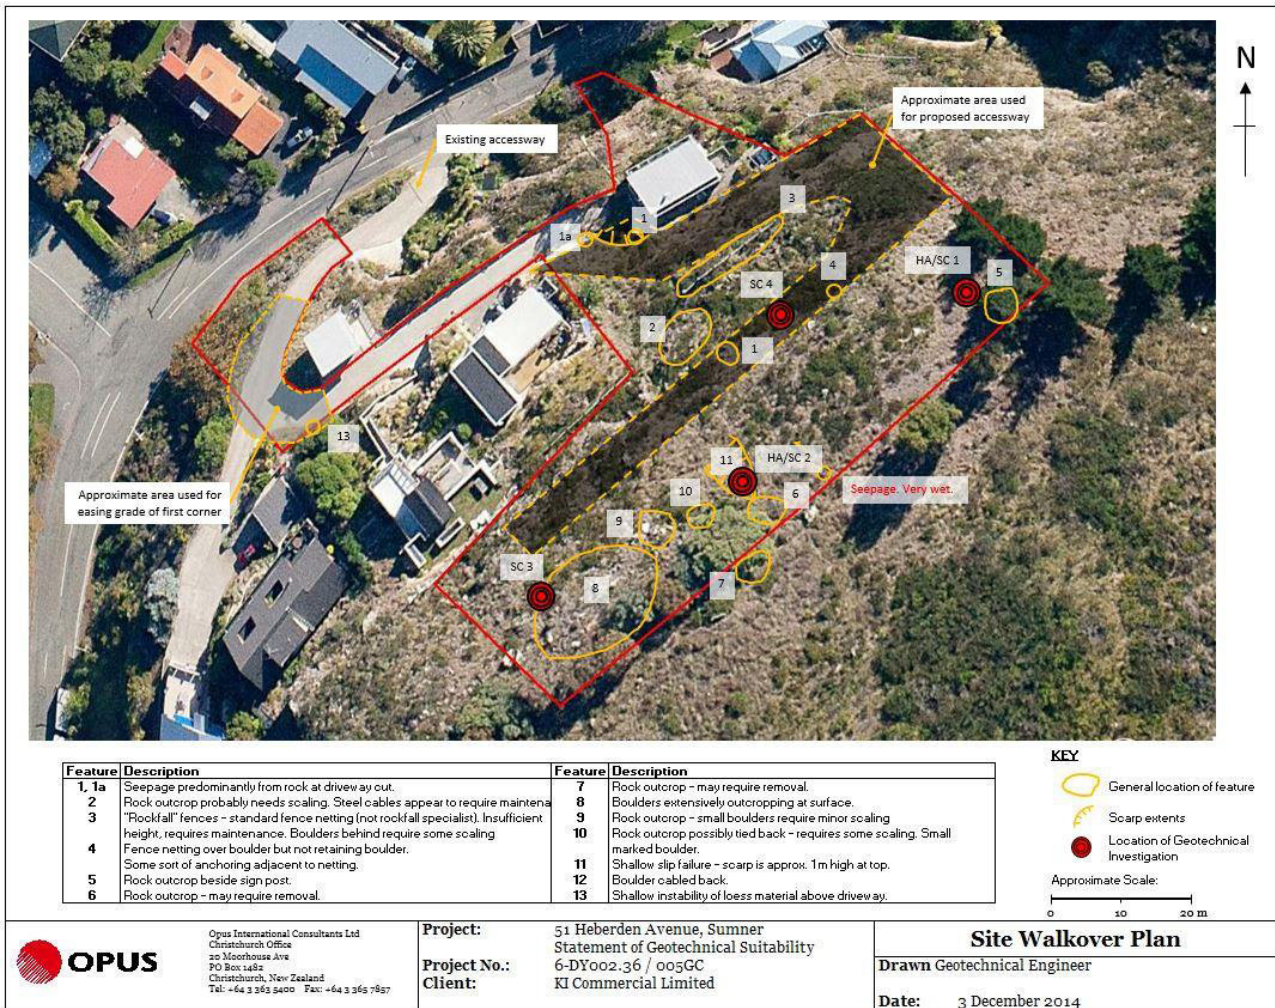 N
Approximate area used
for proposed accessway
Existing accessway
1
3
1a
HA/SC 1
5
4
SC 4
2
1
13
Approximate area used for
easing grade of first corner
11
HA/SC 2
Seepage. Very wet.
10
6
9
SC 3
8
7
Feature Description
1, 1a Seepage predominantly from rock at driveway cut.
2 Rock outcrop probably needs scaling. Steel cables appear to require maintena
3 "Rockfall" fences - standard fence netting (not rockfall specialist). Insufficient
height, requires maintenance. Boulders behind require some scaling
4 Fence netting over boulder but not retaining boulder.
Some sort of anchoring adjacent to netting.
5 Rock outcrop beside sign post.
6 Rock outcrop - may require removal.
Feature Description
7 Rock outcrop - may require removal.
8 Boulders extensively outcropping at surface.
9 Rock outcrop - small boulders require minor scaling
10 Rock outcrop possibly tied back - requires some scaling. Small
marked boulder.
11 Shallow slip failure - scarp is approx. 1m high at top.
12 Boulder cabled back.
13 Shallow instability of loess material above driveway.
KEY
General location of feature
Scarp extents
Location of Geotechnical
Investigation
Approximate Scale:
0 10 20 m
OPUS
Opus International Consultants Ltd
Christchurch Office
20 Moorhouse Ave
PO Box 1482
Christchurch, New Zealand
Tel: +64 3 363 5400 Fax: +64 3 365 7857
Project: 51 Heberden Avenue, Sumner
Statement of Geotechnical Suitability
Project No.: 6-DY002.36 / 005GC
Client: KI Commercial Limited
Site Walkover Plan
Drawn Geotechnical Engineer
Date: 3 December 2014